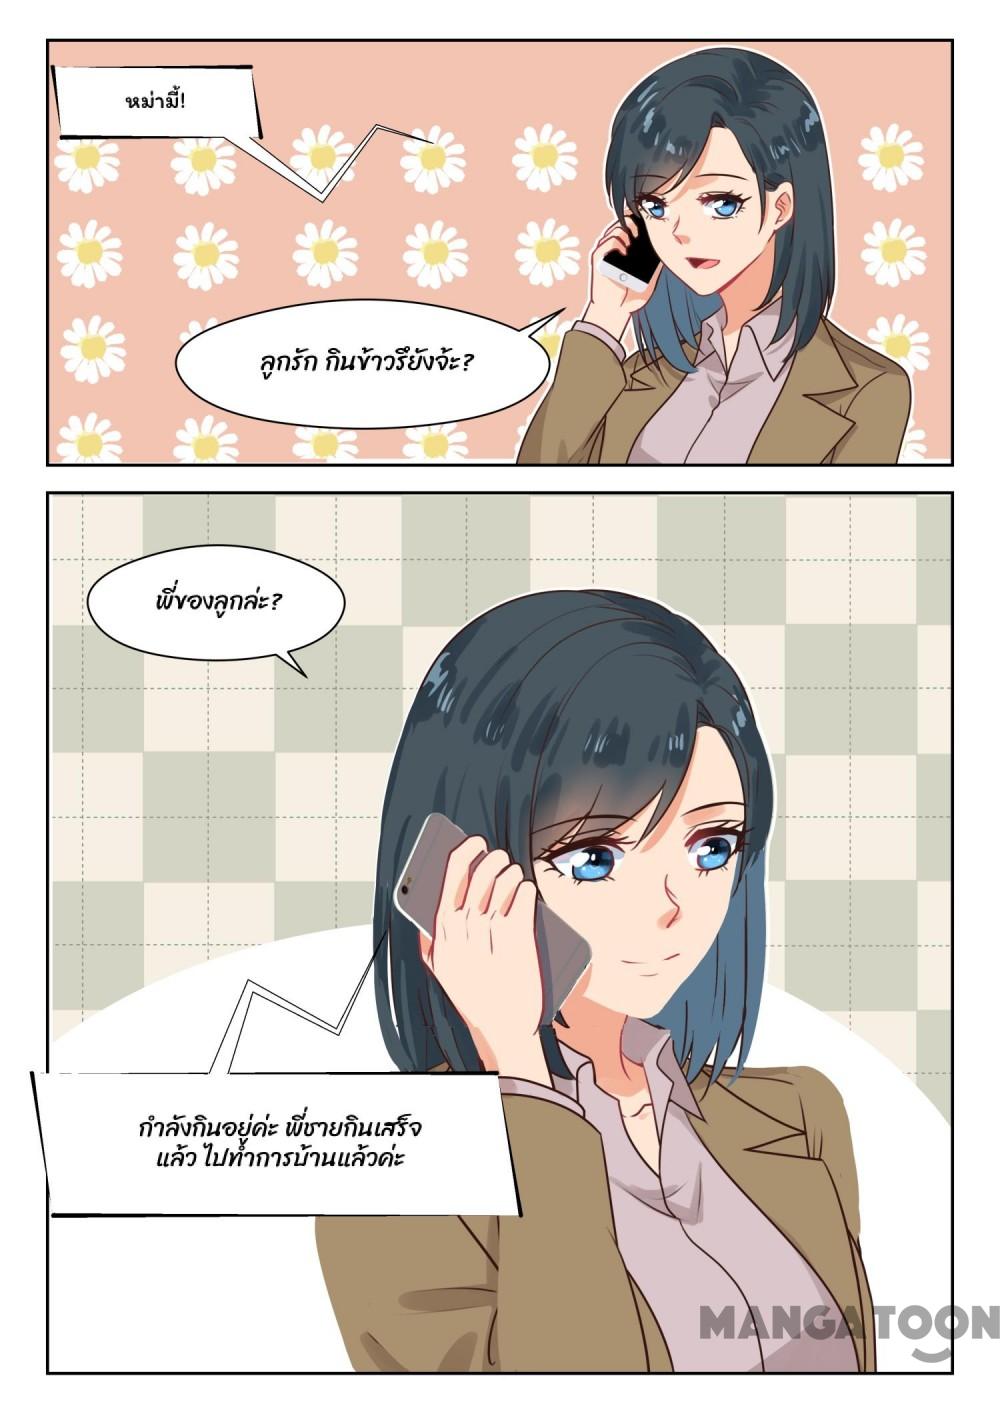 หม่ามี้!
ลูกรัก กินข้าวรึยังจ้ะ?
พี่ของลูกล่ะ?
กำลังกินอยู่ค่ะ พี่ชายกินเสร็จ
แล้ว ไปทำการบ้านแล้วค่ะ
MANGATOON